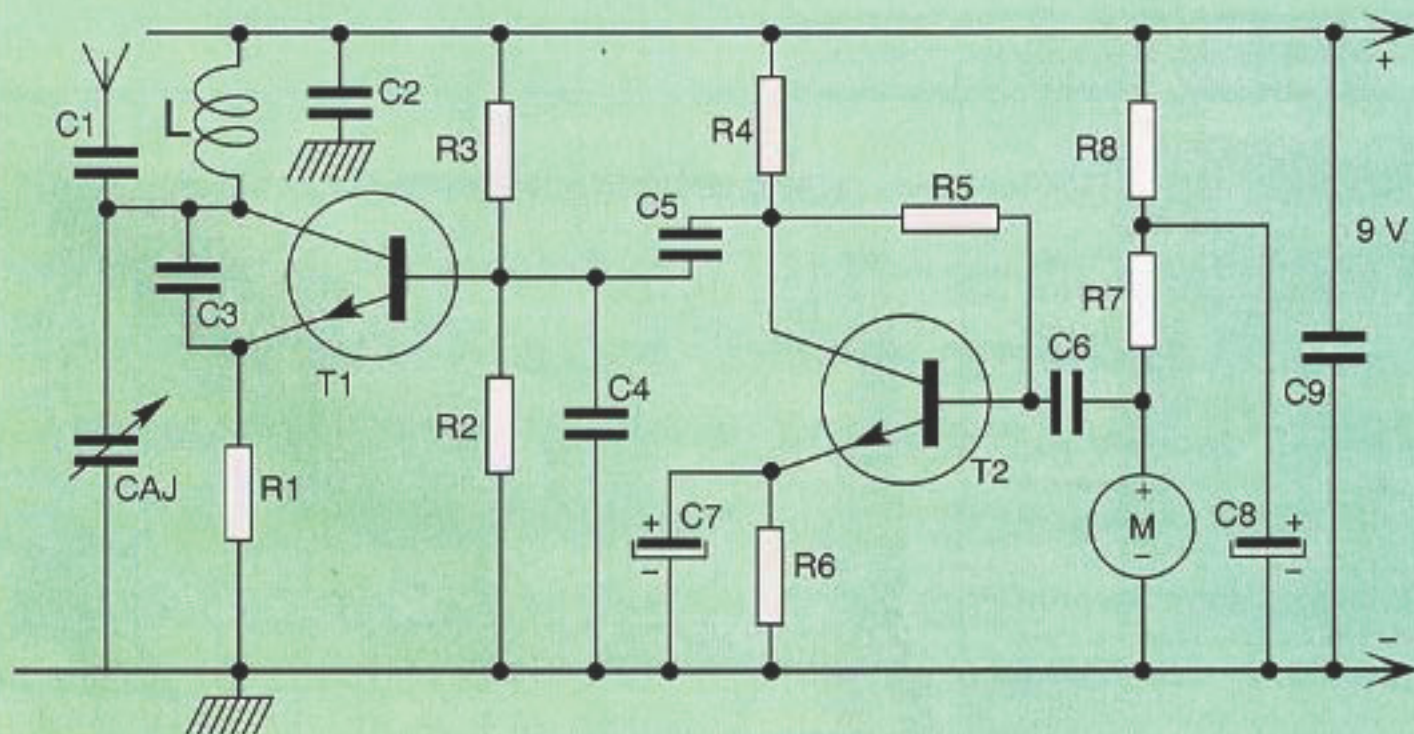 +
C1
L
C2
R3
R4
R5
R8
C5
9 V
C3
R7
T1
C6
C4
C9
R2
CAJ
R1
T2
+
C7
-
R6
+
M
-
C8
+
-
-